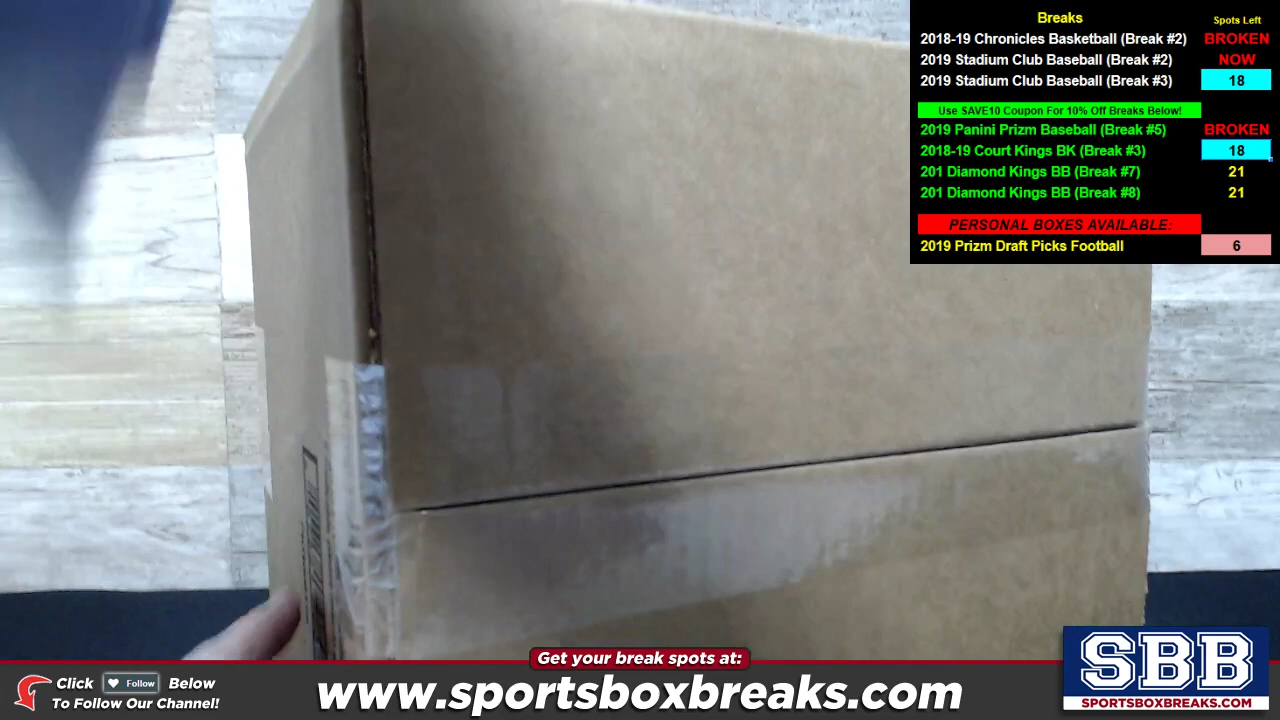 Breaks Spots Left
2018-19 Chronicles Basketball (Break #2) BROKEN
2019 Stadium Club Baseball (Break #2) NOW
2019 Stadium Club Baseball (Break #3) 18
Use SAVE10 Coupon For 10% Off Breaks Below!
2019 Panini Prizm Baseball (Break #5) BROKEN
2018-19 Court Kings BK (Break #3) 18
201 Diamond Kings BB (Break #7) 21
201 Diamond Kings BB (Break #8) 21
PERSONAL BOXES AVAILABLE:
2019 Prizm Draft Picks Football 6
Get your break spots at:
Click Follow Below
To Follow Our Channel!
www.sportsboxbreaks.com
SBB
SPORTSBOXBREAKS.COM